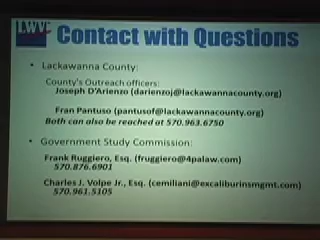 LWVC
Contact with Questions
• Lackawanna County:
County's Outreach officers:
Joseph D'Arienzo (darienzoj@lackawannacounty.org)
Fran Pantuso (pantusof@lackawannacounty.org)
Both can also be reached at 570.963.6750
• Government Study Commission:
Frank Ruggiero, Esq. (fruggiero@4palaw.com)
570.876.6901
Charles J. Volpe Jr., Esq. (cemiliani@excaliburinsmgmt.com)
570.961.5105